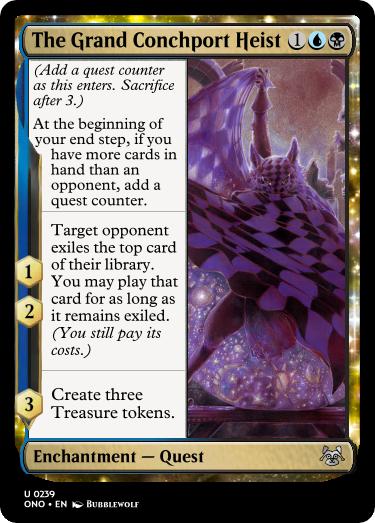 The Grand Conchport Heist 1 B
(Add a quest counter
as this enters. Sacrifice
after 3.)
At the beginning of
your end step, if you
have more cards in
hand than an
opponent, add a
quest counter.
1
2
Target opponent
exiles the top card
of their library.
You may play that
card for as long as
it remains exiled.
(You still pay its
costs.)
3
Create three
Treasure tokens.
Enchantment — Quest
U 0239
ONO • EN Bubblewolf